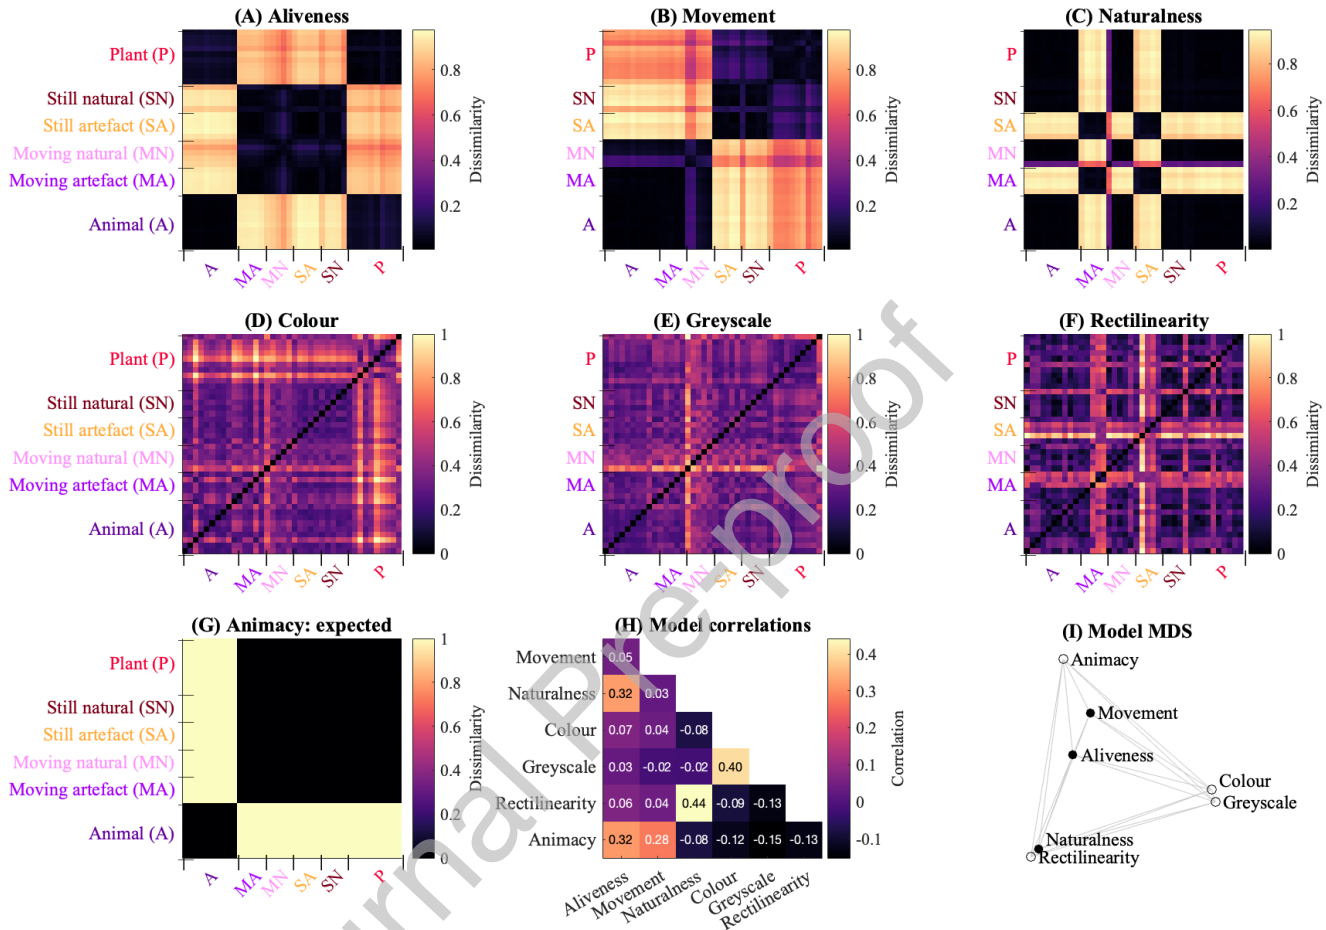 (A) Aliveness
Plant (P)
Still natural (SN)
Still artefact (SA)
Moving natural (MN)
Moving artefact (MA)
Animal (A)
A MA MN SA SN P
0.8
0.6
0.4
0.2
Dissimilarity
(B) Movement
P
SN
SA
MN
MA
A
A MA MN SA SN P
0.8
0.6
0.4
0.2
Dissimilarity
(C) Naturalness
P
SN
SA
MN
MA
A
A MA MN SA SN P
0.8
0.6
0.4
0.2
Dissimilarity
(D) Colour
Plant (P)
Still natural (SN)
Still artefact (SA)
Moving natural (MN)
Moving artefact (MA)
Animal (A)
A MA MN SA SN P
1
0.8
0.6
0.4
0.2
0
Dissimilarity
(E) Greyscale
P
SN
SA
MN
MA
A
A MA MN SA SN P
1
0.8
0.6
0.4
0.2
0
Dissimilarity
(F) Rectilinearity
P
SN
SA
MN
MA
A
A MA MN SA SN P
1
0.8
0.6
0.4
0.2
0
Dissimilarity
(G) Animacy: expected
Plant (P)
Still natural (SN)
Still artefact (SA)
Moving natural (MN)
Moving artefact (MA)
Animal (A)
A MA MN SA SN P
1
0.8
0.6
0.4
0.2
0
Dissimilarity
(H) Model correlations
Movement 0.05
Naturalness 0.32 0.03
Colour 0.07 0.04 -0.08
Greyscale 0.03 -0.02 -0.02 0.40
Rectilinearity 0.06 0.04 0.44 -0.09 -0.13
Animacy 0.32 0.28 -0.08 -0.12 -0.15 -0.13
Aliveness Movement Naturalness Colour Greyscale Rectilinearity
0.4
0.3
0.2
0.1
0
-0.1
Correlation
(I) Model MDS
Animacy
Movement
Aliveness
Colour
Greyscale
Naturalness
Rectilinearity
rnal Pre-proof